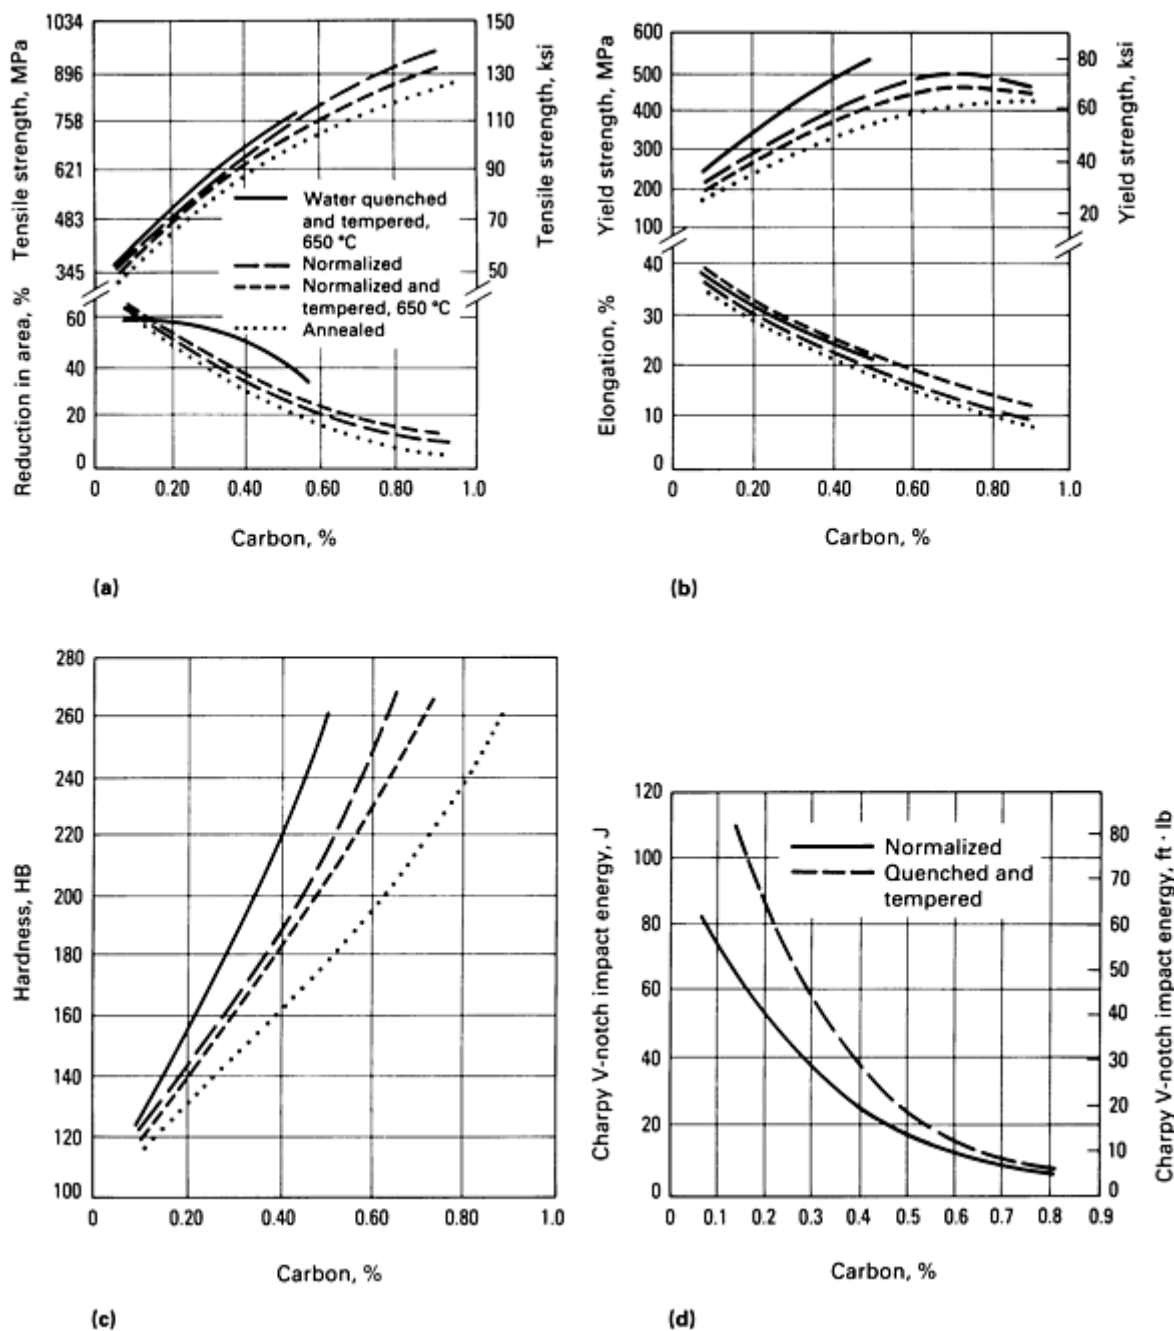 Tensile strength, MPa
1034
896
758
621
483
345
Reduction in area, %
60
40
20
0
Tensile strength, ksi
150
130
110
90
70
50
Water quenched
and tempered,
650 °C
Normalized
Normalized and
tempered, 650 °C
Annealed
0 0.20 0.40 0.60 0.80 1.0
Carbon, %
(a)
Yield strength, MPa
600
500
400
300
200
100
Elongation, %
40
30
20
10
0
Yield strength, ksi
80
60
40
20
0 0.20 0.40 0.60 0.80 1.0
Carbon, %
(b)
Hardness, HB
280
260
240
220
200
180
160
140
120
100
0 0.20 0.40 0.60 0.80 1.0
Carbon, %
(c)
Charpy V-notch impact energy, J
120
100
80
60
40
20
0
Normalized
Quenched and
tempered
Charpy V-notch impact energy, ft · lb
80
70
60
50
40
30
20
10
0
0 0.1 0.2 0.3 0.4 0.5 0.6 0.7 0.8 0.9
Carbon, %
(d)